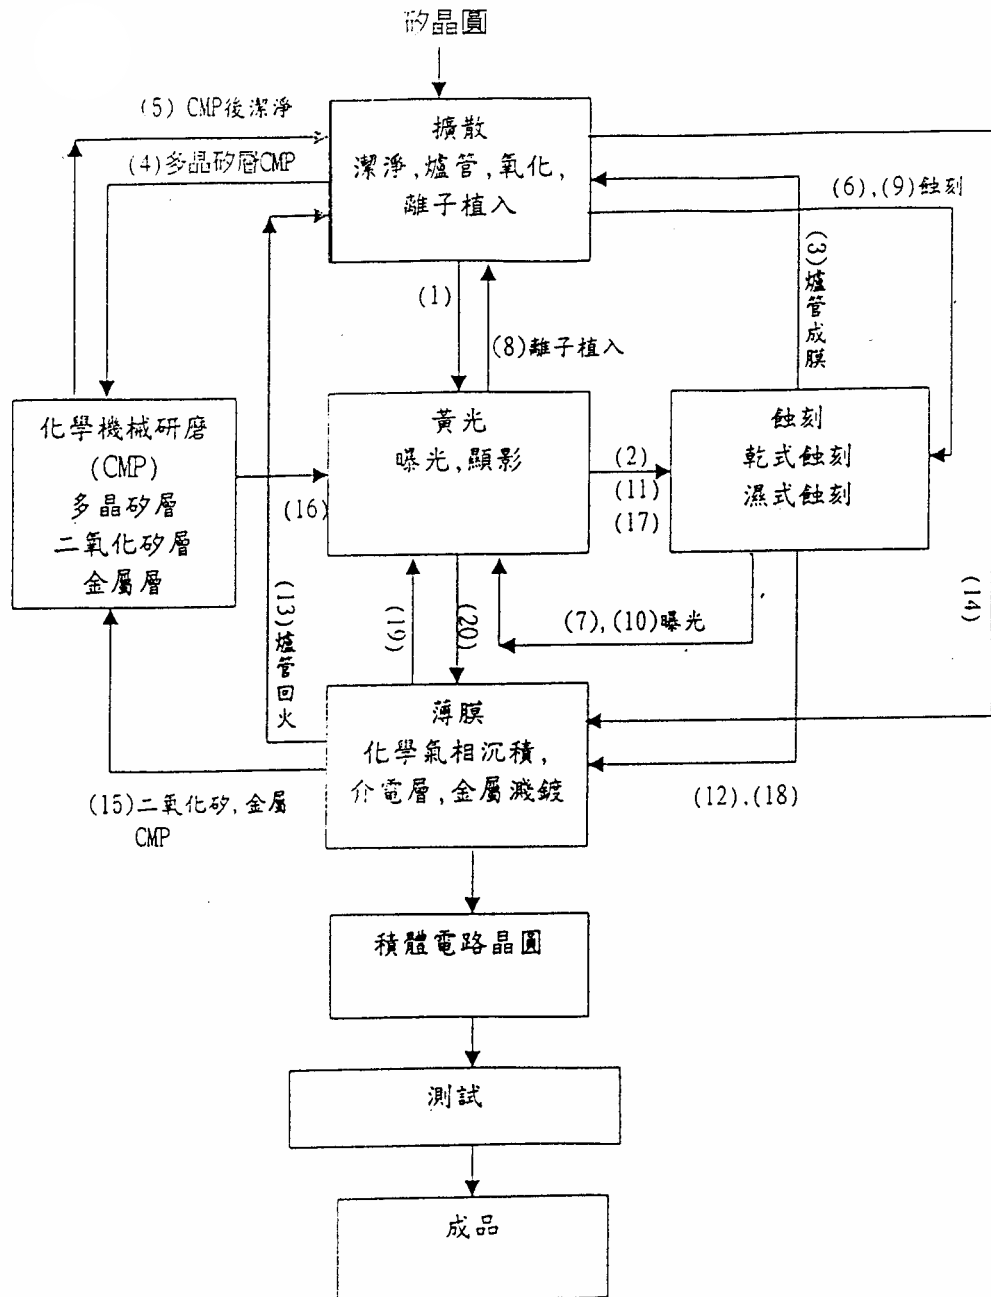 矽晶圓
(5) CMP後潔淨
擴散
潔淨,爐管,氧化,
離子植入
(4)多晶矽層CMP
(6),(9)蝕刻
(3)爐管成膜
(1)
(8)離子植入
化學機械研磨
(CMP)
多晶矽層
二氧化矽層
金屬層
黃光
曝光,顯影
蝕刻
乾式蝕刻
濕式蝕刻
(2)
(11)
(17)
(16)
(13)爐管回火
(19)
(20)
(7),(10)曝光
(14)
薄膜
化學氣相沉積,
介電層,金屬濺鍍
(12).(18)
(15)二氧化矽,金屬
CMP
積體電路晶圓
測試
成品